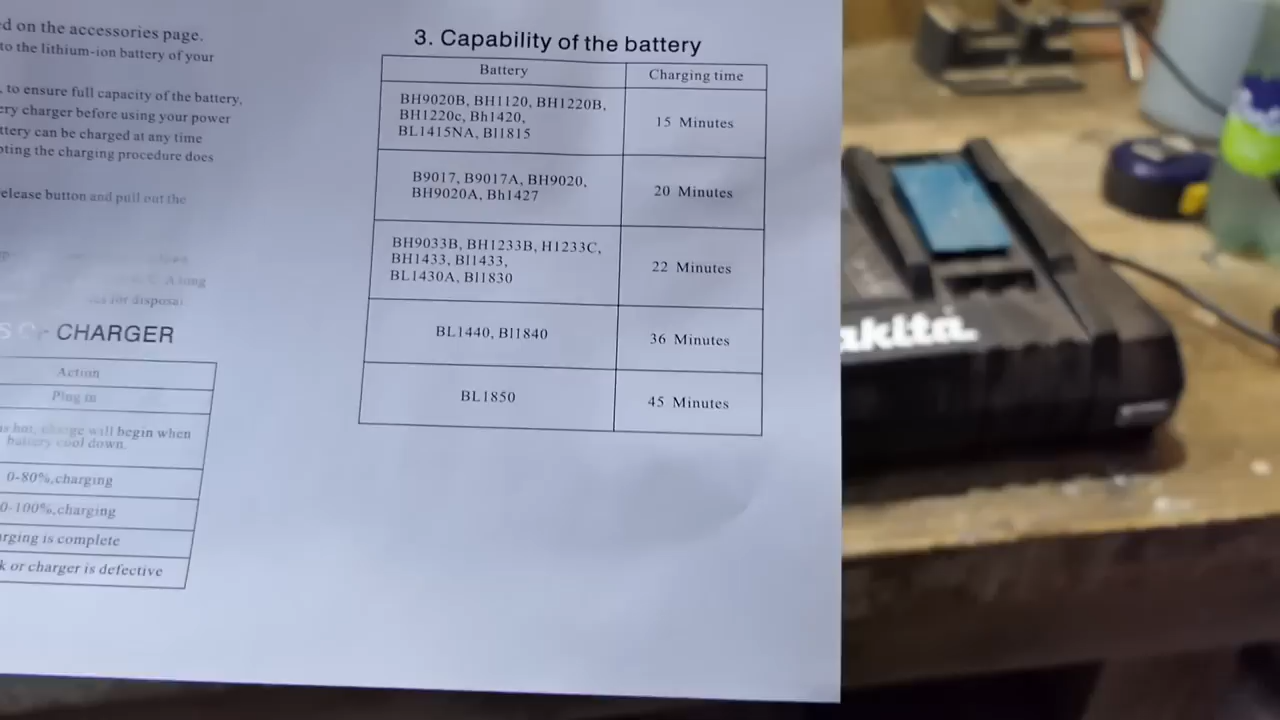 d on the accessories page.
to the lithium-ion battery of your
, to ensure full capacity of the battery,
ery charger before using your power
ttery can be charged at any time
pting the charging procedure does
elease button and pull out the
A long
for disposal
CHARGER
Action
Plug in
s hot, charge will begin when
battery cool down.
0-80%,charging
0-100%,charging
rging is complete
k or charger is defective
3. Capability of the battery
Battery
Charging time
BH9020B, BH1120, BH1220B,
BH1220c, Bh1420,
BL1415NA, Bl1815
15 Minutes
B9017, B9017A, BH9020,
BH9020A, Bh1427
20 Minutes
BH9033B, BH1233B, H1233C,
BH1433, Bl1433,
BL1430A, Bl1830
22 Minutes
BL1440, Bl1840
36 Minutes
BL1850
45 Minutes
akita